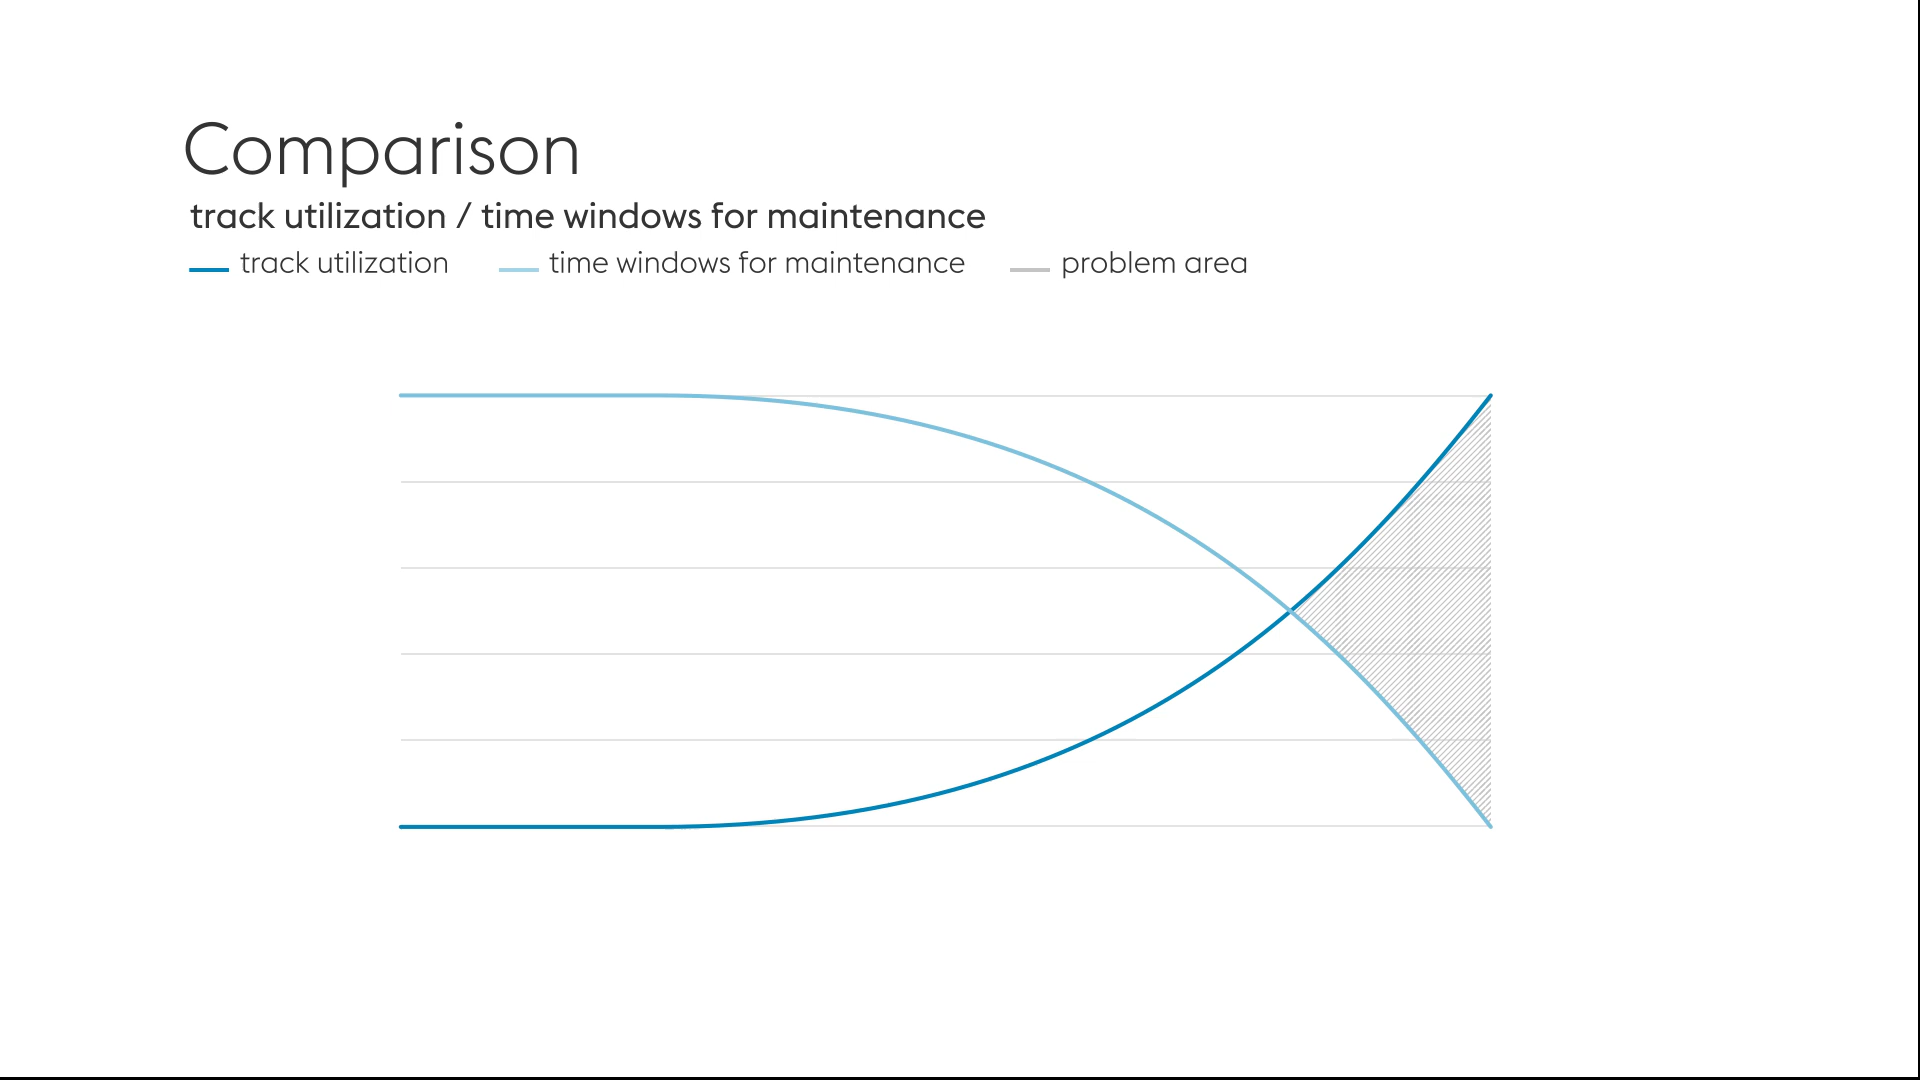 Comparison
track utilization / time windows for maintenance
track utilization time windows for maintenance problem area